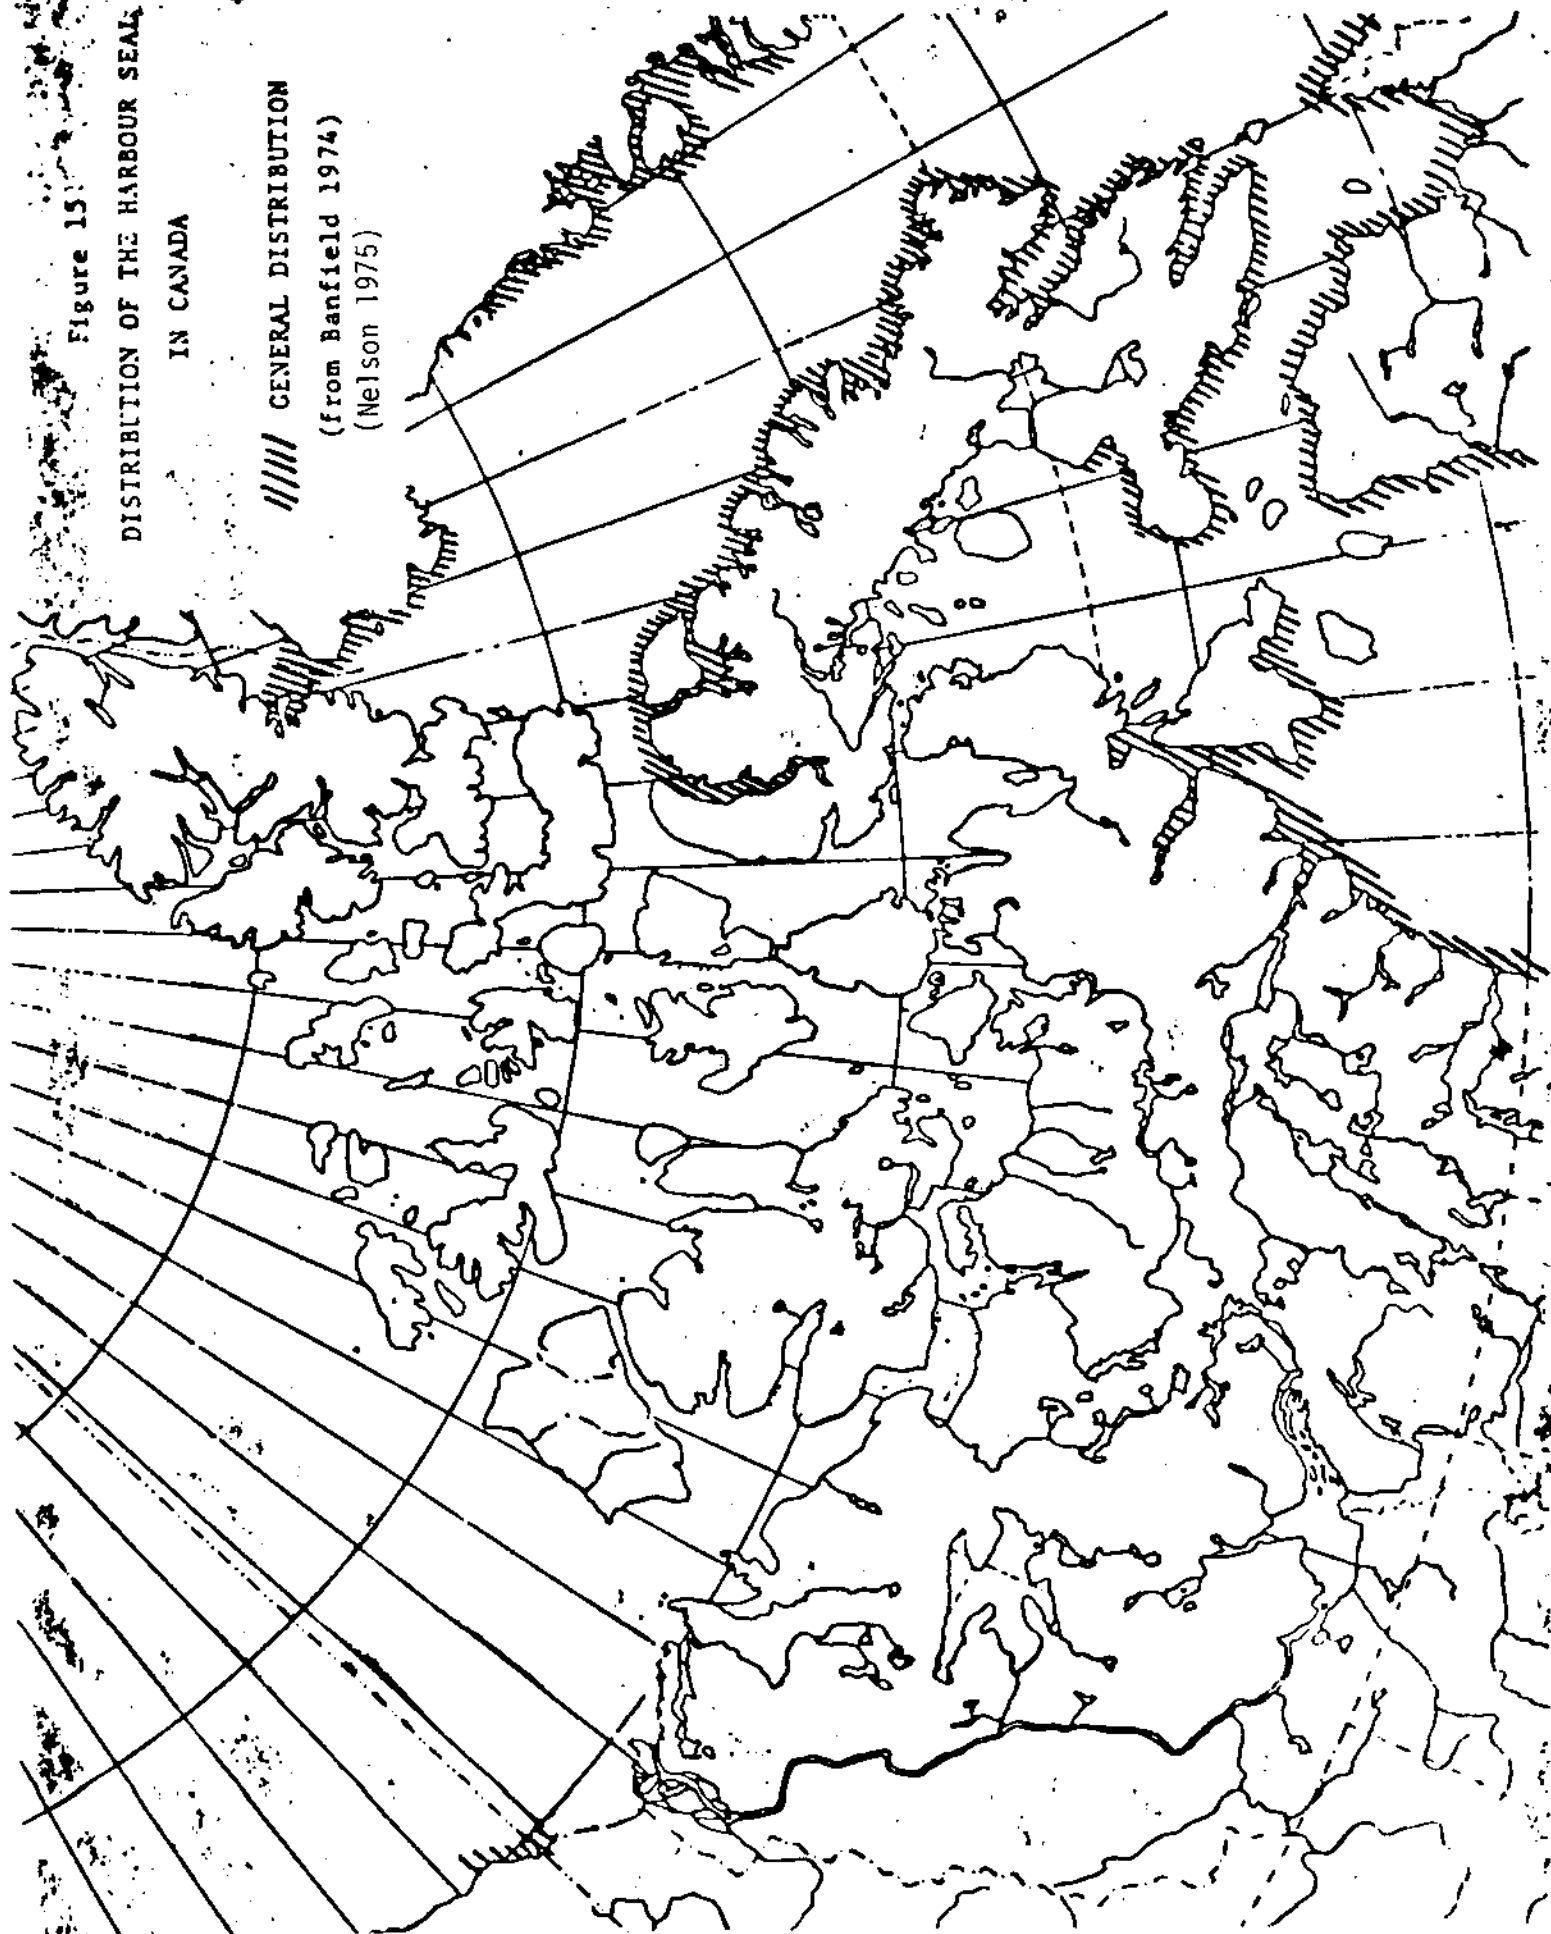 Figure 15:
DISTRIBUTION OF THE HARBOUR SEAL
IN CANADA
GENERAL DISTRIBUTION
(from Banfield 1974)
(Nelson 1975)